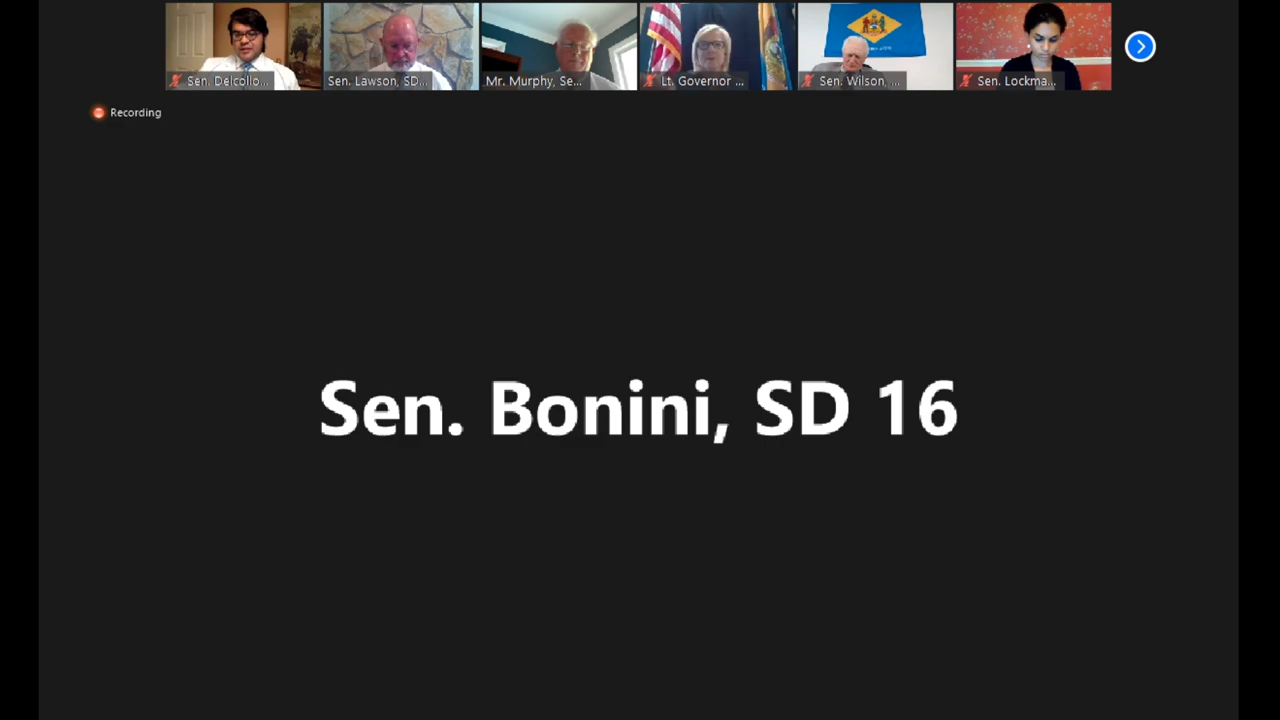 Sen. Delcollo...
Sen. Lawson, SD...
Mr. Murphy, Se...
Lt. Governor ...
Sen. Wilson, ...
Sen. Lockma...
Recording
Sen. Bonini, SD 16